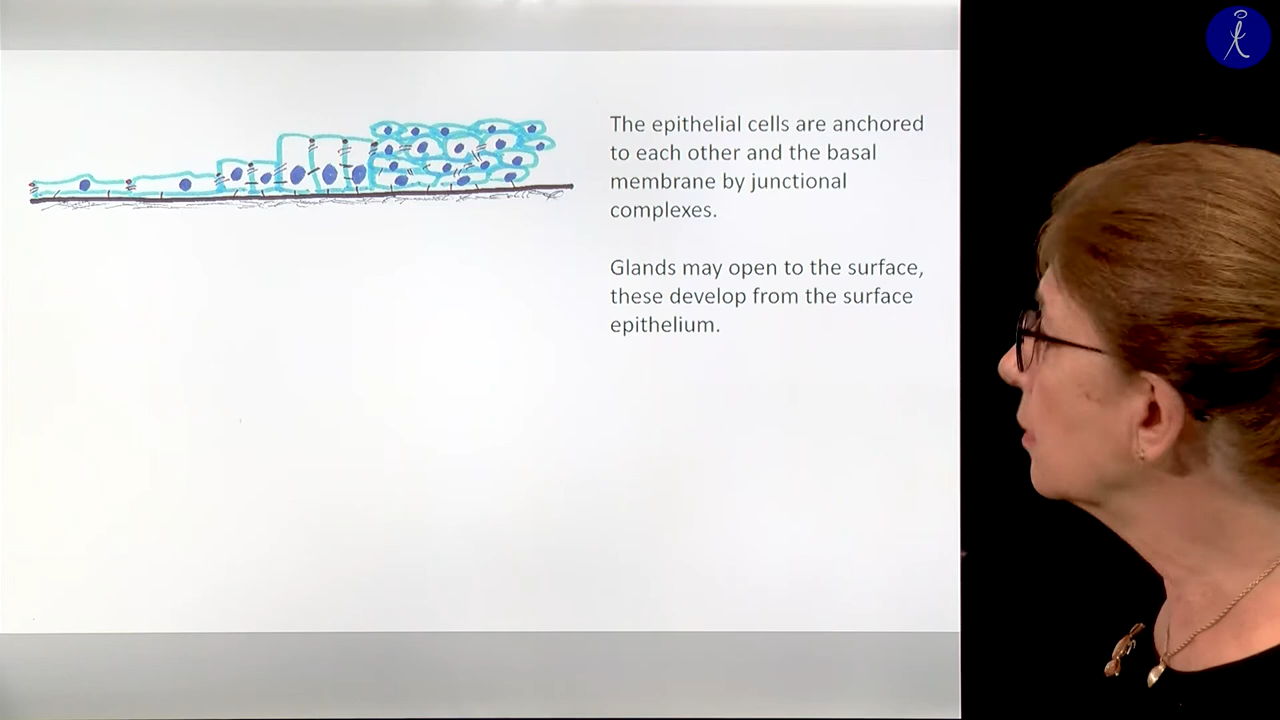 The epithelial cells are anchored
to each other and the basal
membrane by junctional
complexes.
Glands may open to the surface,
these develop from the surface
epithelium.